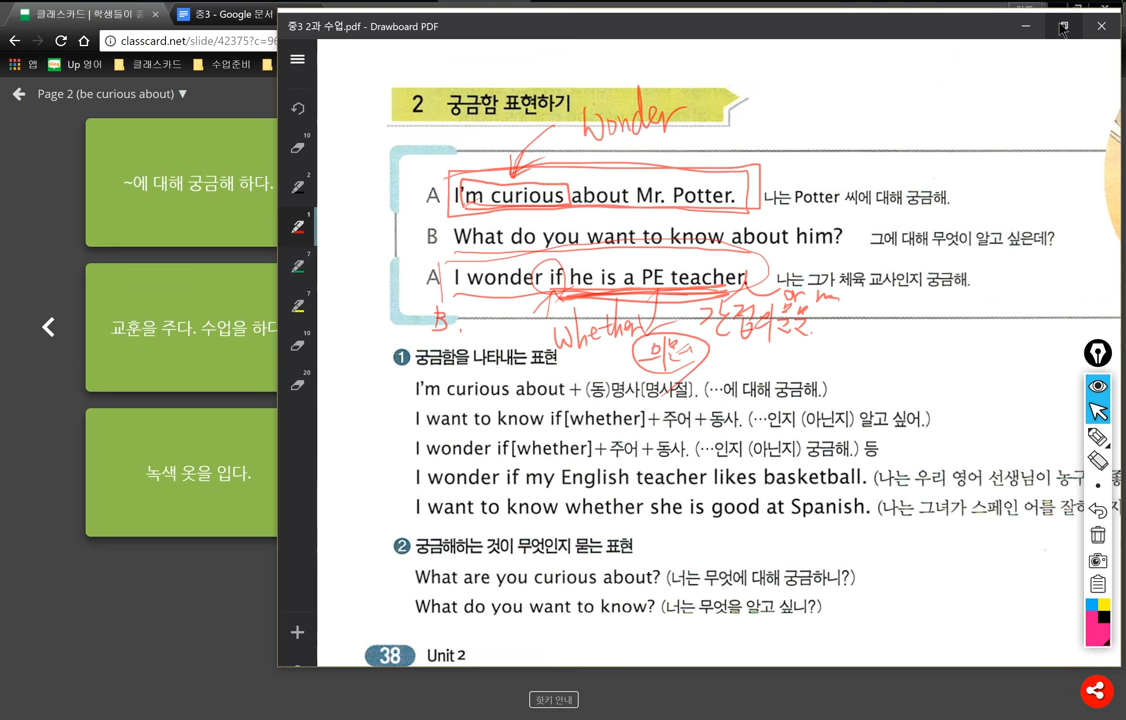 클래스카드 | 학생들이 좋
중3 - Google 문서
classcard.net/slide/42375?c=96
앱
Up 영어
클래스카드
수업준비
Page 2 (be curious about) ▼
~에 대해 궁금해 하다.
교훈을 주다. 수업을 하다
녹색 옷을 입다.
중3 2과 수업.pdf - Drawboard PDF
10
2
1
7
7
10
20
2 궁금함 표현하기
Wonder
A I'm curious about Mr. Potter. 나는 Potter 씨에 대해 궁금해.
B What do you want to know about him? 그에 대해 무엇이 알고 싶은데?
A I wonder if he is a PE teacher. 나는 그가 체육 교사인지 궁금해.
B.
whether
간접의문문.
의문사
❶ 궁금함을 나타내는 표현
I'm curious about + (동)명사[명사절]. (…에 대해 궁금해.)
I want to know if[whether]+주어+동사. (…인지 (아닌지) 알고 싶어.)
I wonder if[whether]+주어+동사. (…인지 (아닌지) 궁금해.) 등
I wonder if my English teacher likes basketball. (나는 우리 영어 선생님이 농구
I want to know whether she is good at Spanish. (나는 그녀가 스페인 어를 잘하
❷ 궁금해하는 것이 무엇인지 묻는 표현
What are you curious about? (너는 무엇에 대해 궁금하니?)
What do you want to know? (너는 무엇을 알고 싶니?)
38 Unit 2
핫키 안내